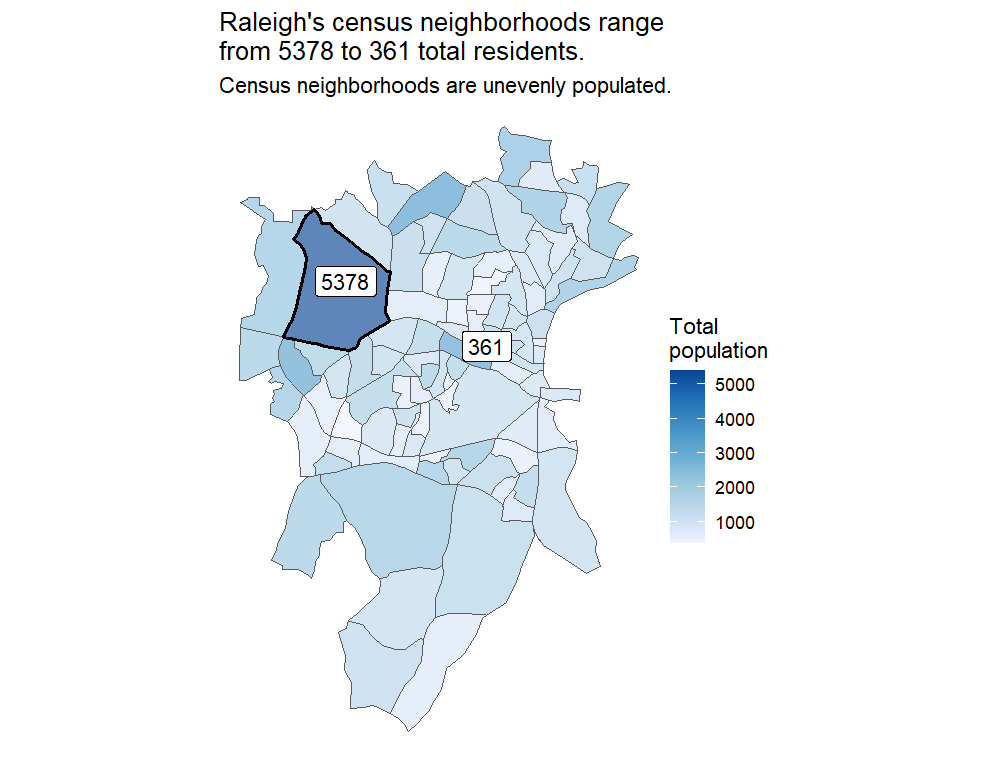 Raleigh's census neighborhoods range
from 5378 to 361 total residents.
Census neighborhoods are unevenly populated.
5378
361
Total
population
5000
4000
3000
2000
1000